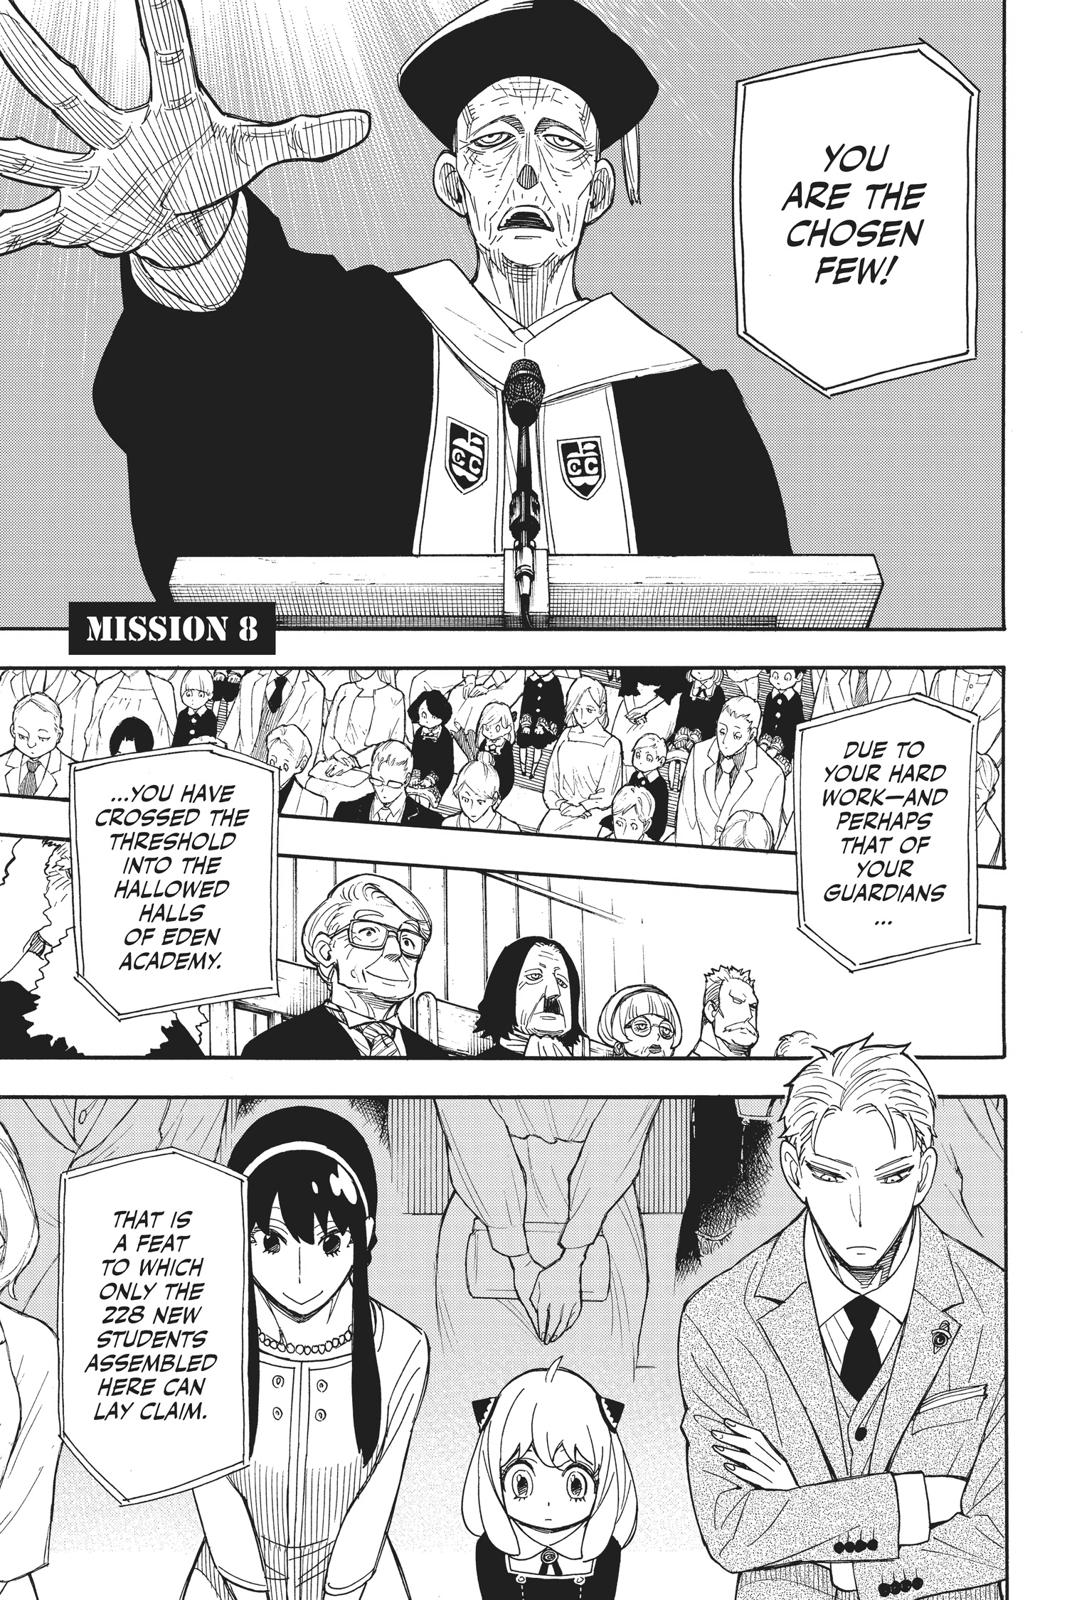 YOU
ARE THE
CHOSEN
FEW!
CC
CC
MISSION 8
DUE TO
YOUR HARD
WORK—AND
PERHAPS
THAT OF
YOUR
GUARDIANS
...
...YOU HAVE
CROSSED THE
THRESHOLD
INTO THE
HALLOWED
HALLS
OF EDEN
ACADEMY.
THAT IS
A FEAT
TO WHICH
ONLY THE
228 NEW
STUDENTS
ASSEMBLED
HERE CAN
LAY CLAIM.